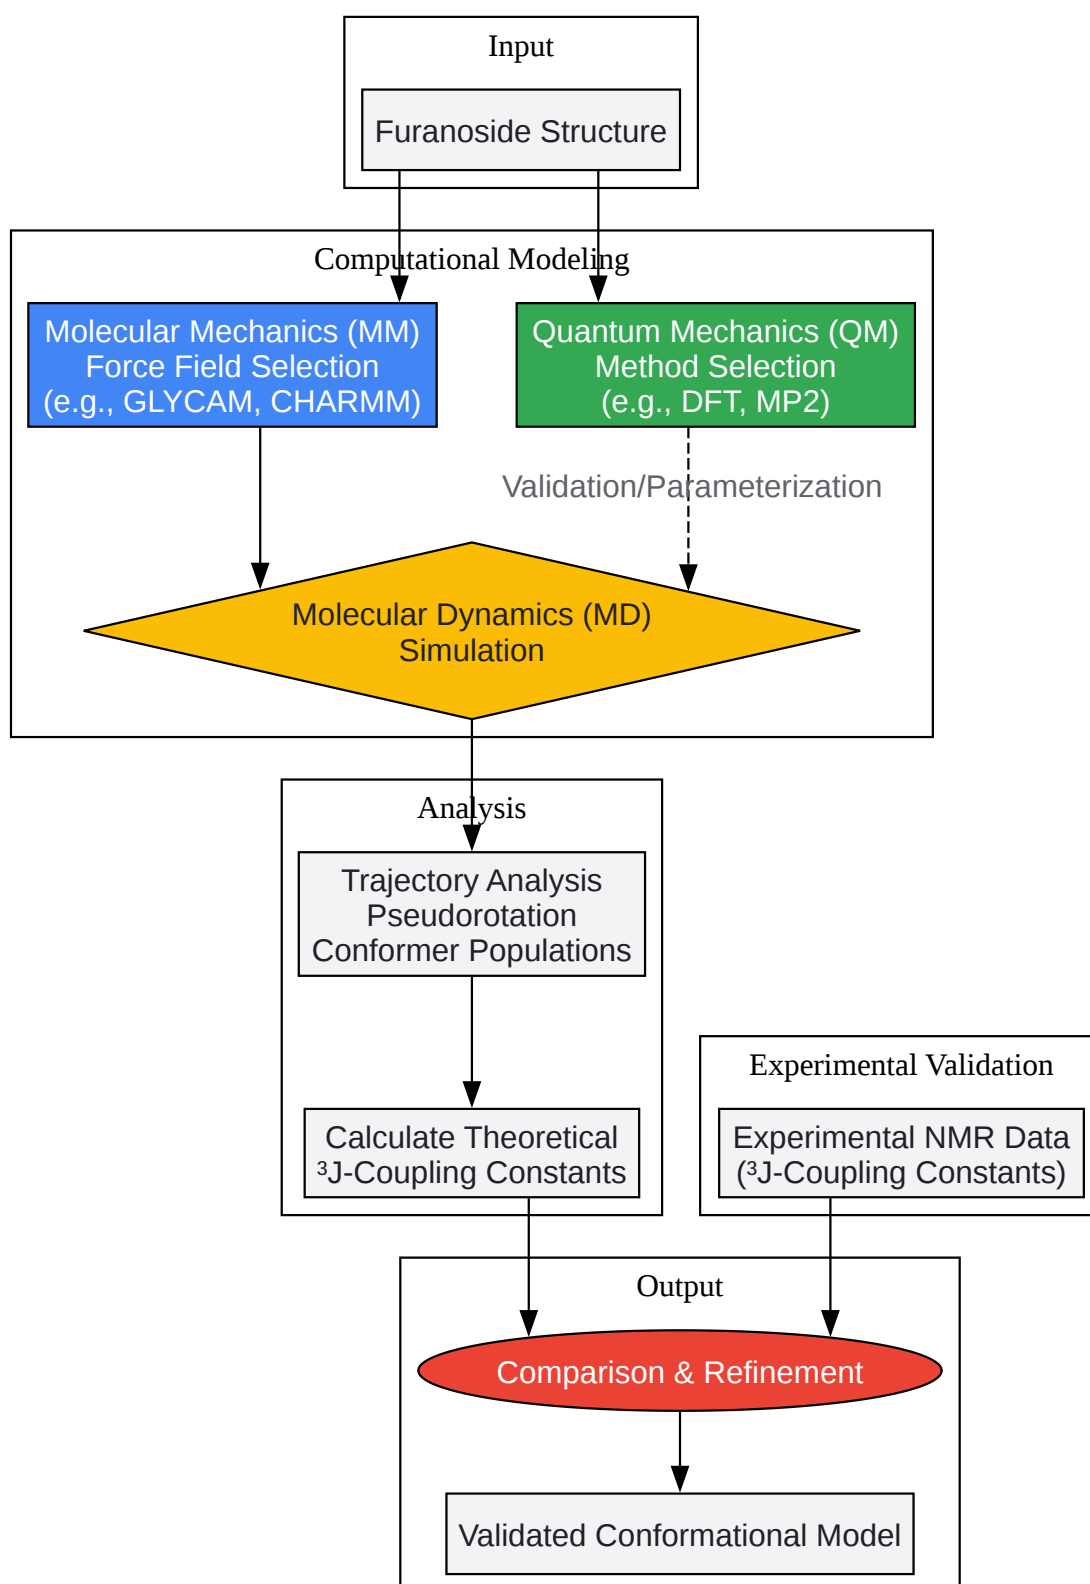 Input
Furanoside Structure
Computational Modeling
Molecular Mechanics (MM)
Force Field Selection
(e.g., GLYCAM, CHARMM)
Quantum Mechanics (QM)
Method Selection
(e.g., DFT, MP2)
Validation/Parameterization
Molecular Dynamics (MD)
Simulation
Analysis
Trajectory Analysis
Pseudorotation
Conformer Populations
Calculate Theoretical
³J-Coupling Constants
Experimental Validation
Experimental NMR Data
(³J-Coupling Constants)
Output
Comparison & Refinement
Validated Conformational Model